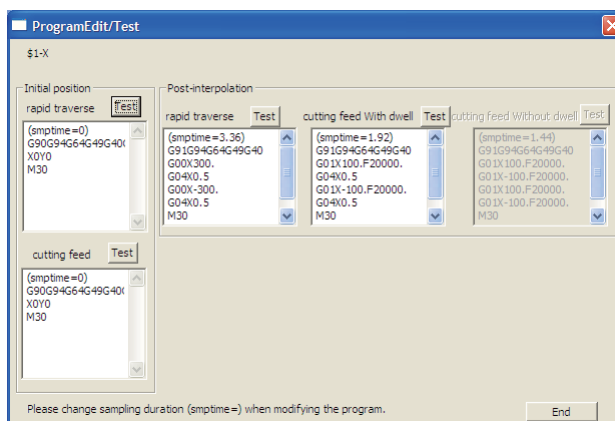 ProgramEdit/Test
$1-X
Initial position
rapid traverse Test
(smptime=0)
G90G94G64G49G40(
X0Y0
M30
cutting feed Test
(smptime=0)
G90G94G64G49G40(
X0Y0
M30
Post-interpolation
rapid traverse Test
(smptime=3.36)
G91G94G64G49G40
G00X300.
G04X0.5
G00X-300.
G04X0.5
M30
cutting feed With dwell Test
(smptime=1.92)
G91G94G64G49G40
G01X100.F20000.
G04X0.5
G01X-100.F20000.
G04X0.5
M30
cutting feed Without dwell Test
(smptime=1.44)
G91G94G64G49G40
G01X100.F20000.
G01X-100.F20000.
G01X-100.F20000.
M30
Please change sampling duration (smptime=) when modifying the program.
End